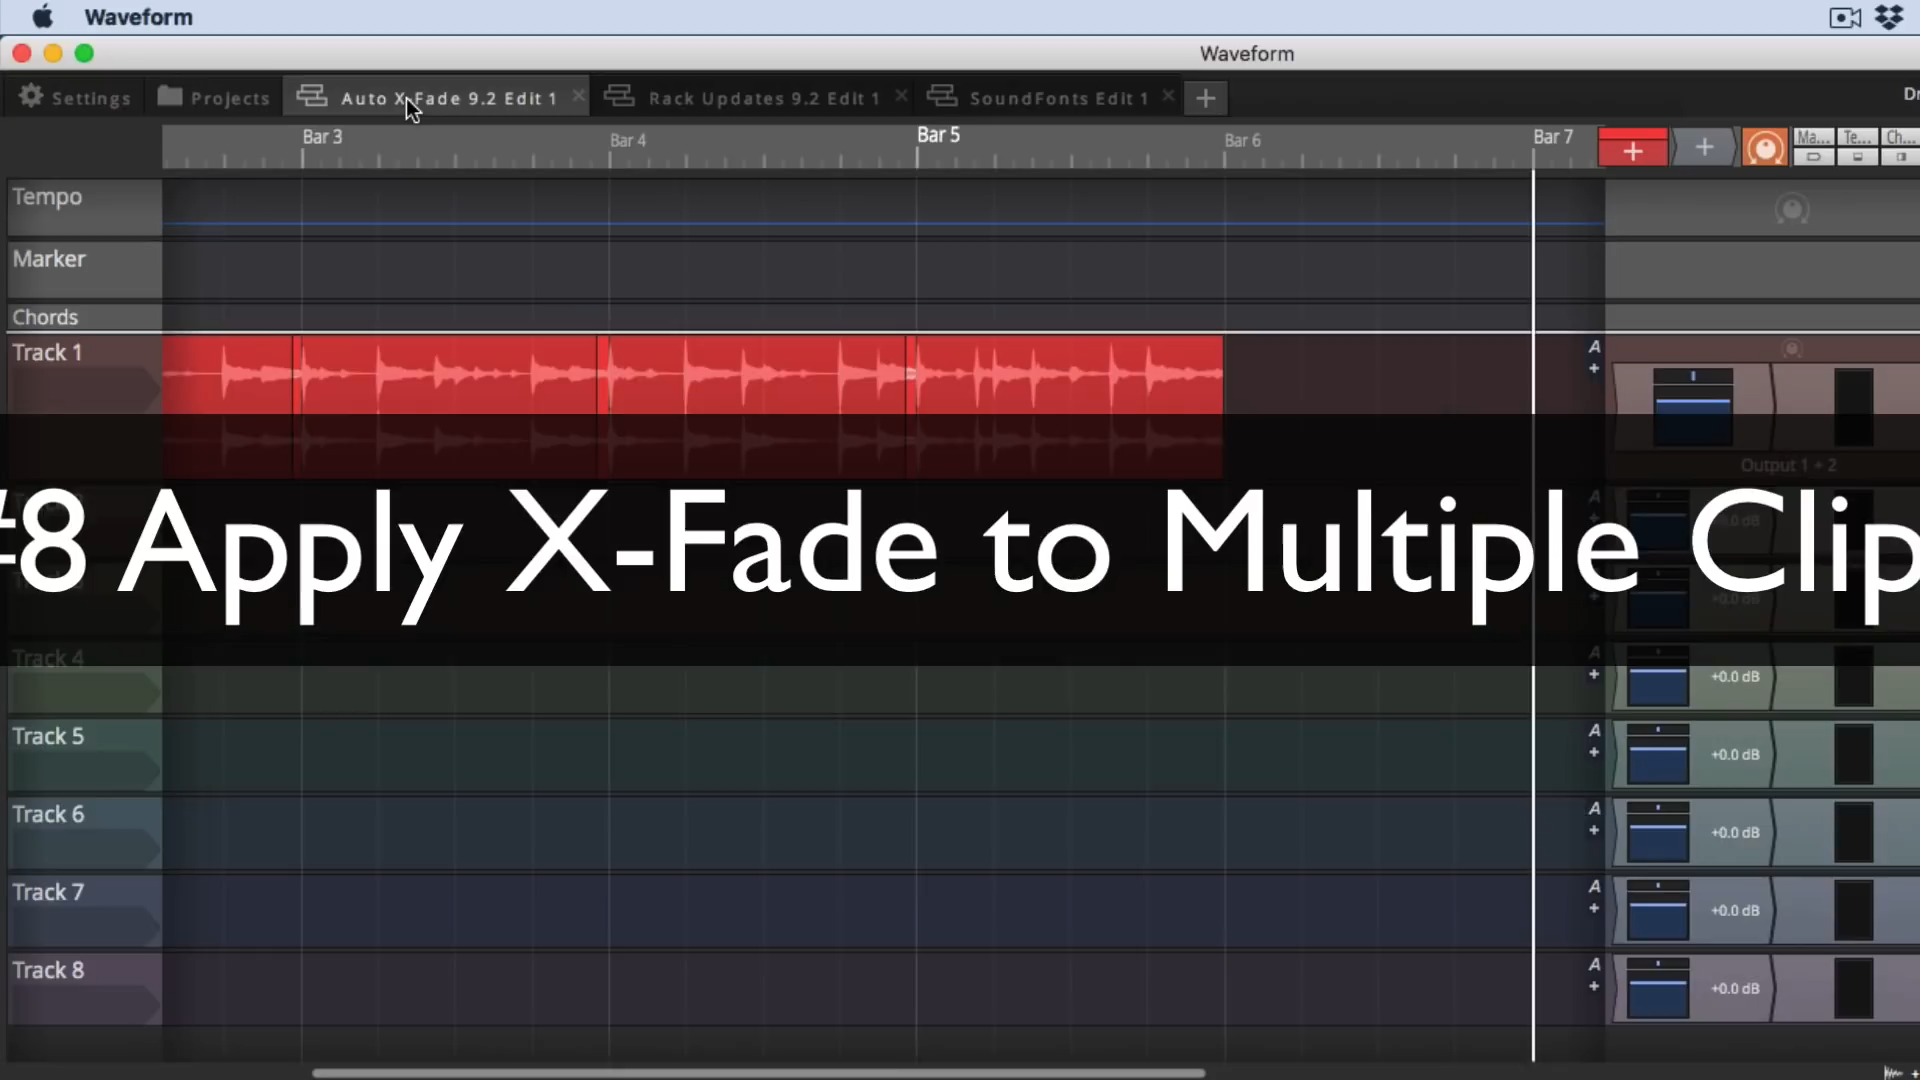 Waveform
Waveform
Settings
Projects
Auto X-Fade 9.2 Edit 1
Rack Updates 9.2 Edit 1
SoundFonts Edit 1
Bar 3
Bar 4
Bar 5
Bar 6
Bar 7
Ma...
Te...
Ch...
Tempo
Marker
Chords
Track 1
A
Output 1 + 2
#8 Apply X-Fade to Multiple Clip
Track 4
A
+0.0 dB
Track 5
A
+0.0 dB
Track 6
A
+0.0 dB
Track 7
A
+0.0 dB
Track 8
A
+0.0 dB